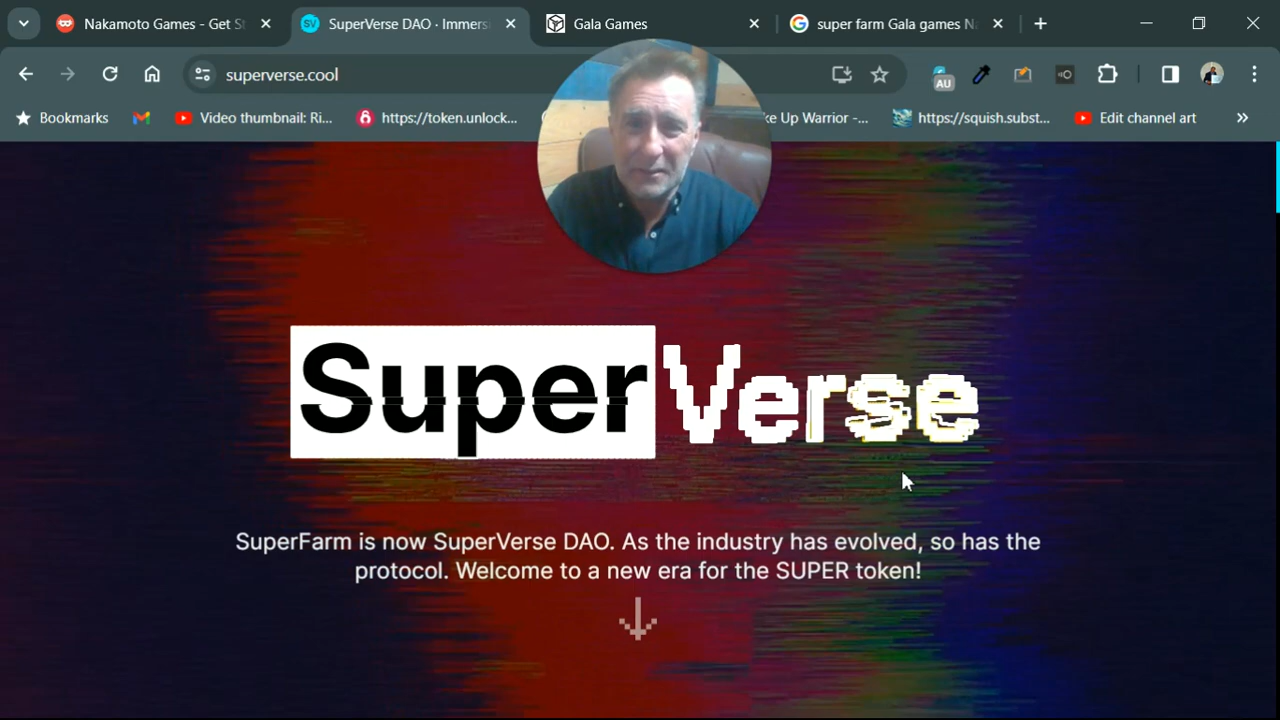 Nakamoto Games - Get St
SuperVerse DAO · Immersi
Gala Games
super farm Gala games N
superverse.cool
AU
Bookmarks
Video thumbnail: Ri...
https://token.unlock...
ke Up Warrior -...
https://squish.subst...
Edit channel art
SuperVerse
SuperFarm is now SuperVerse DAO. As the industry has evolved, so has the
protocol. Welcome to a new era for the SUPER token!